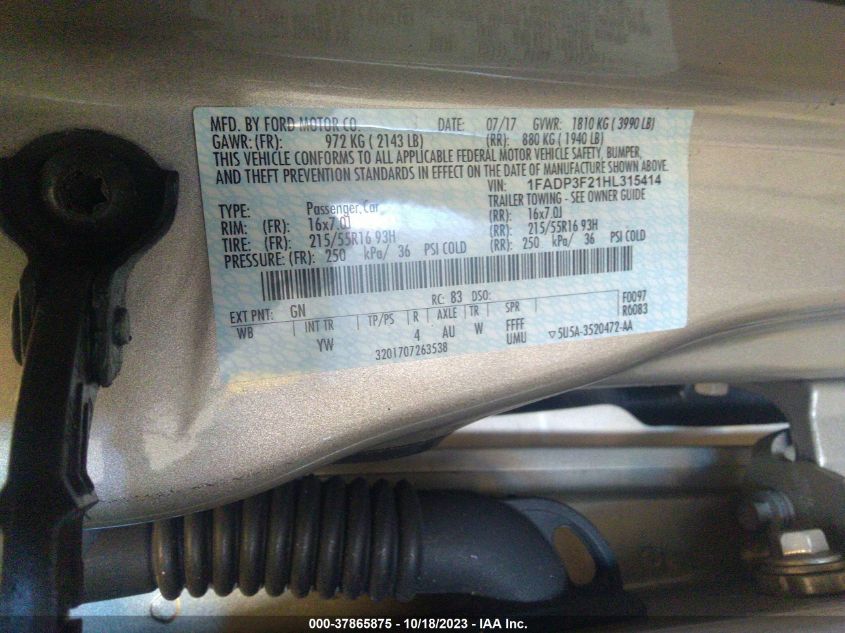 MFD. BY FORD MOTOR CO. DATE: 07/17 GVWR: 1810 KG ( 3990 LB)
GAWR: (FR): 972 KG ( 2143 LB) (RR): 880 KG ( 1940 LB)
THIS VEHICLE CONFORMS TO ALL APPLICABLE FEDERAL MOTOR VEHICLE SAFETY, BUMPER,
AND THEFT PREVENTION STANDARDS IN EFFECT ON THE DATE OF MANUFACTURE SHOWN ABOVE.
VIN: 1FADP3F21HL315414
TYPE: Passenger Car TRAILER TOWING - SEE OWNER GUIDE
RIM: (FR): 16x7.0J (RR): 16x7.0J
TIRE: (FR): 215/55R16 93H (RR): 215/55R16 93H
PRESSURE: (FR): 250 kPa/ 36 PSI COLD (RR): 250 kPa/ 36 PSI COLD
EXT PNT: GN RC: 83 DSO: F0097
WB INT TR TP/PS R AXLE TR SPR R6083
YW 4 AU W FFFF
UMU ▽5U5A-3520472-AA
3201707263538
000-37865875 - 10/18/2023 - IAA Inc.